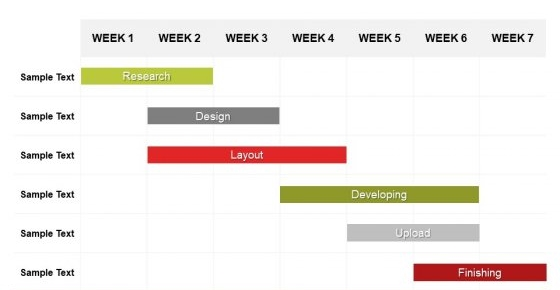 WEEK 1 WEEK 2 WEEK 3 WEEK 4 WEEK 5 WEEK 6 WEEK 7
Sample Text Research
Sample Text Design
Sample Text Layout
Sample Text Developing
Sample Text Upload
Sample Text Finishing